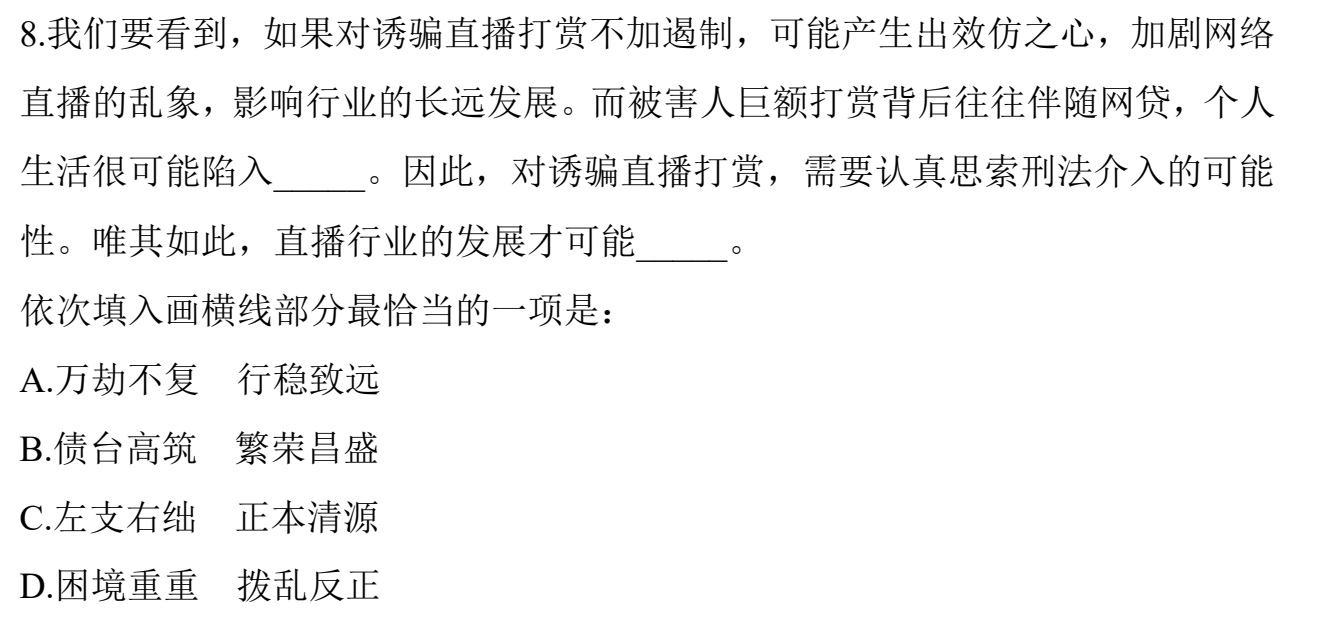 8.我们要看到，如果对诱骗直播打赏不加遏制，可能产生出效仿之心，加剧网络
直播的乱象，影响行业的长远发展。而被害人巨额打赏背后往往伴随网贷，个人
生活很可能陷入_____。因此，对诱骗直播打赏，需要认真思索刑法介入的可能
性。唯其如此，直播行业的发展才可能_____。
依次填入画横线部分最恰当的一项是：
A.万劫不复 行稳致远
B.债台高筑 繁荣昌盛
C.左支右绌 正本清源
D.困境重重 拨乱反正